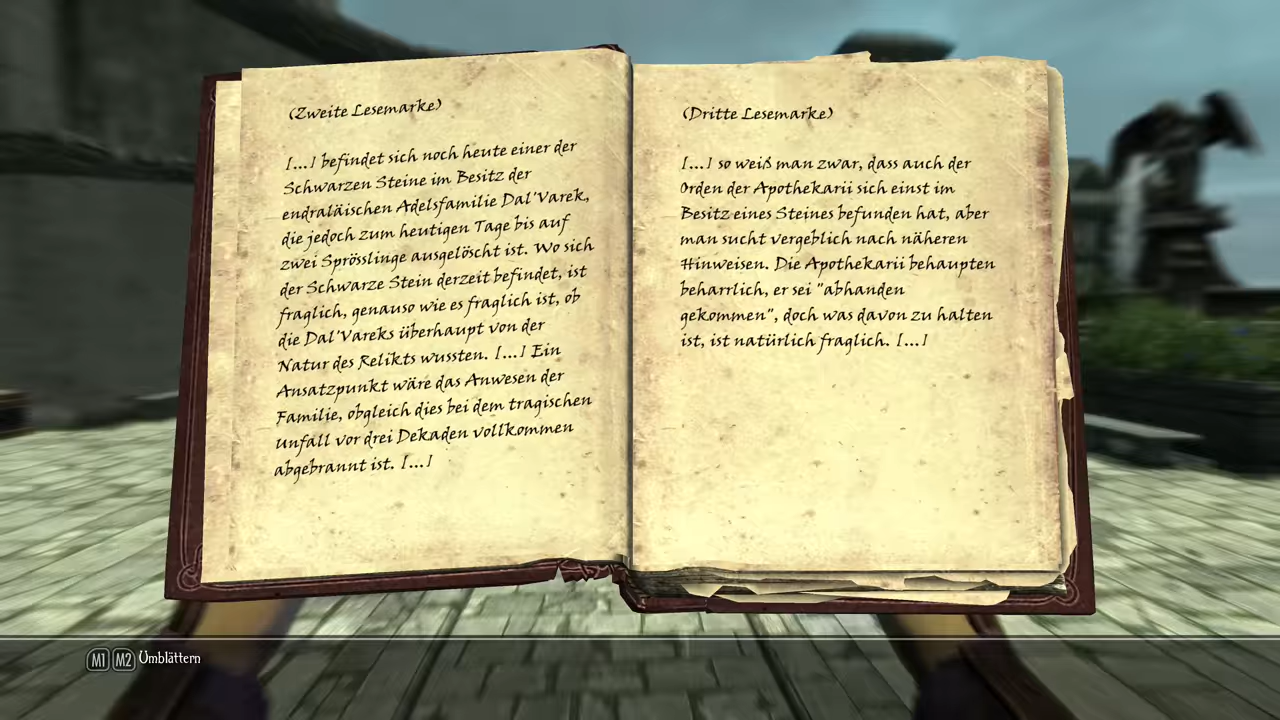 (Zweite Lesemarke)
[...] befindet sich noch heute einer der
Schwarzen Steine im Besitz der
endraläischen Adelsfamilie Dal'Varek,
die jedoch zum heutigen Tage bis auf
zwei Sprösslinge ausgelöscht ist. Wo sich
der Schwarze Stein derzeit befindet, ist
fraglich, genauso wie es fraglich ist, ob
die Dal'Vareks überhaupt von der
Natur des Relikts wussten. [...] Ein
Ansatzpunkt wäre das Anwesen der
Familie, obgleich dies bei dem tragischen
Unfall vor drei Dekaden vollkommen
abgebrannt ist. [...]
(Dritte Lesemarke)
[...] so weiß man zwar, dass auch der
Orden der Apothekarii sich einst im
Besitz eines Steines befunden hat, aber
man sucht vergeblich nach näheren
Hinweisen. Die Apothekarii behaupten
beharrlich, er sei "abhanden
gekommen", doch was davon zu halten
ist, ist natürlich fraglich. [...]
M1 M2 Umblättern